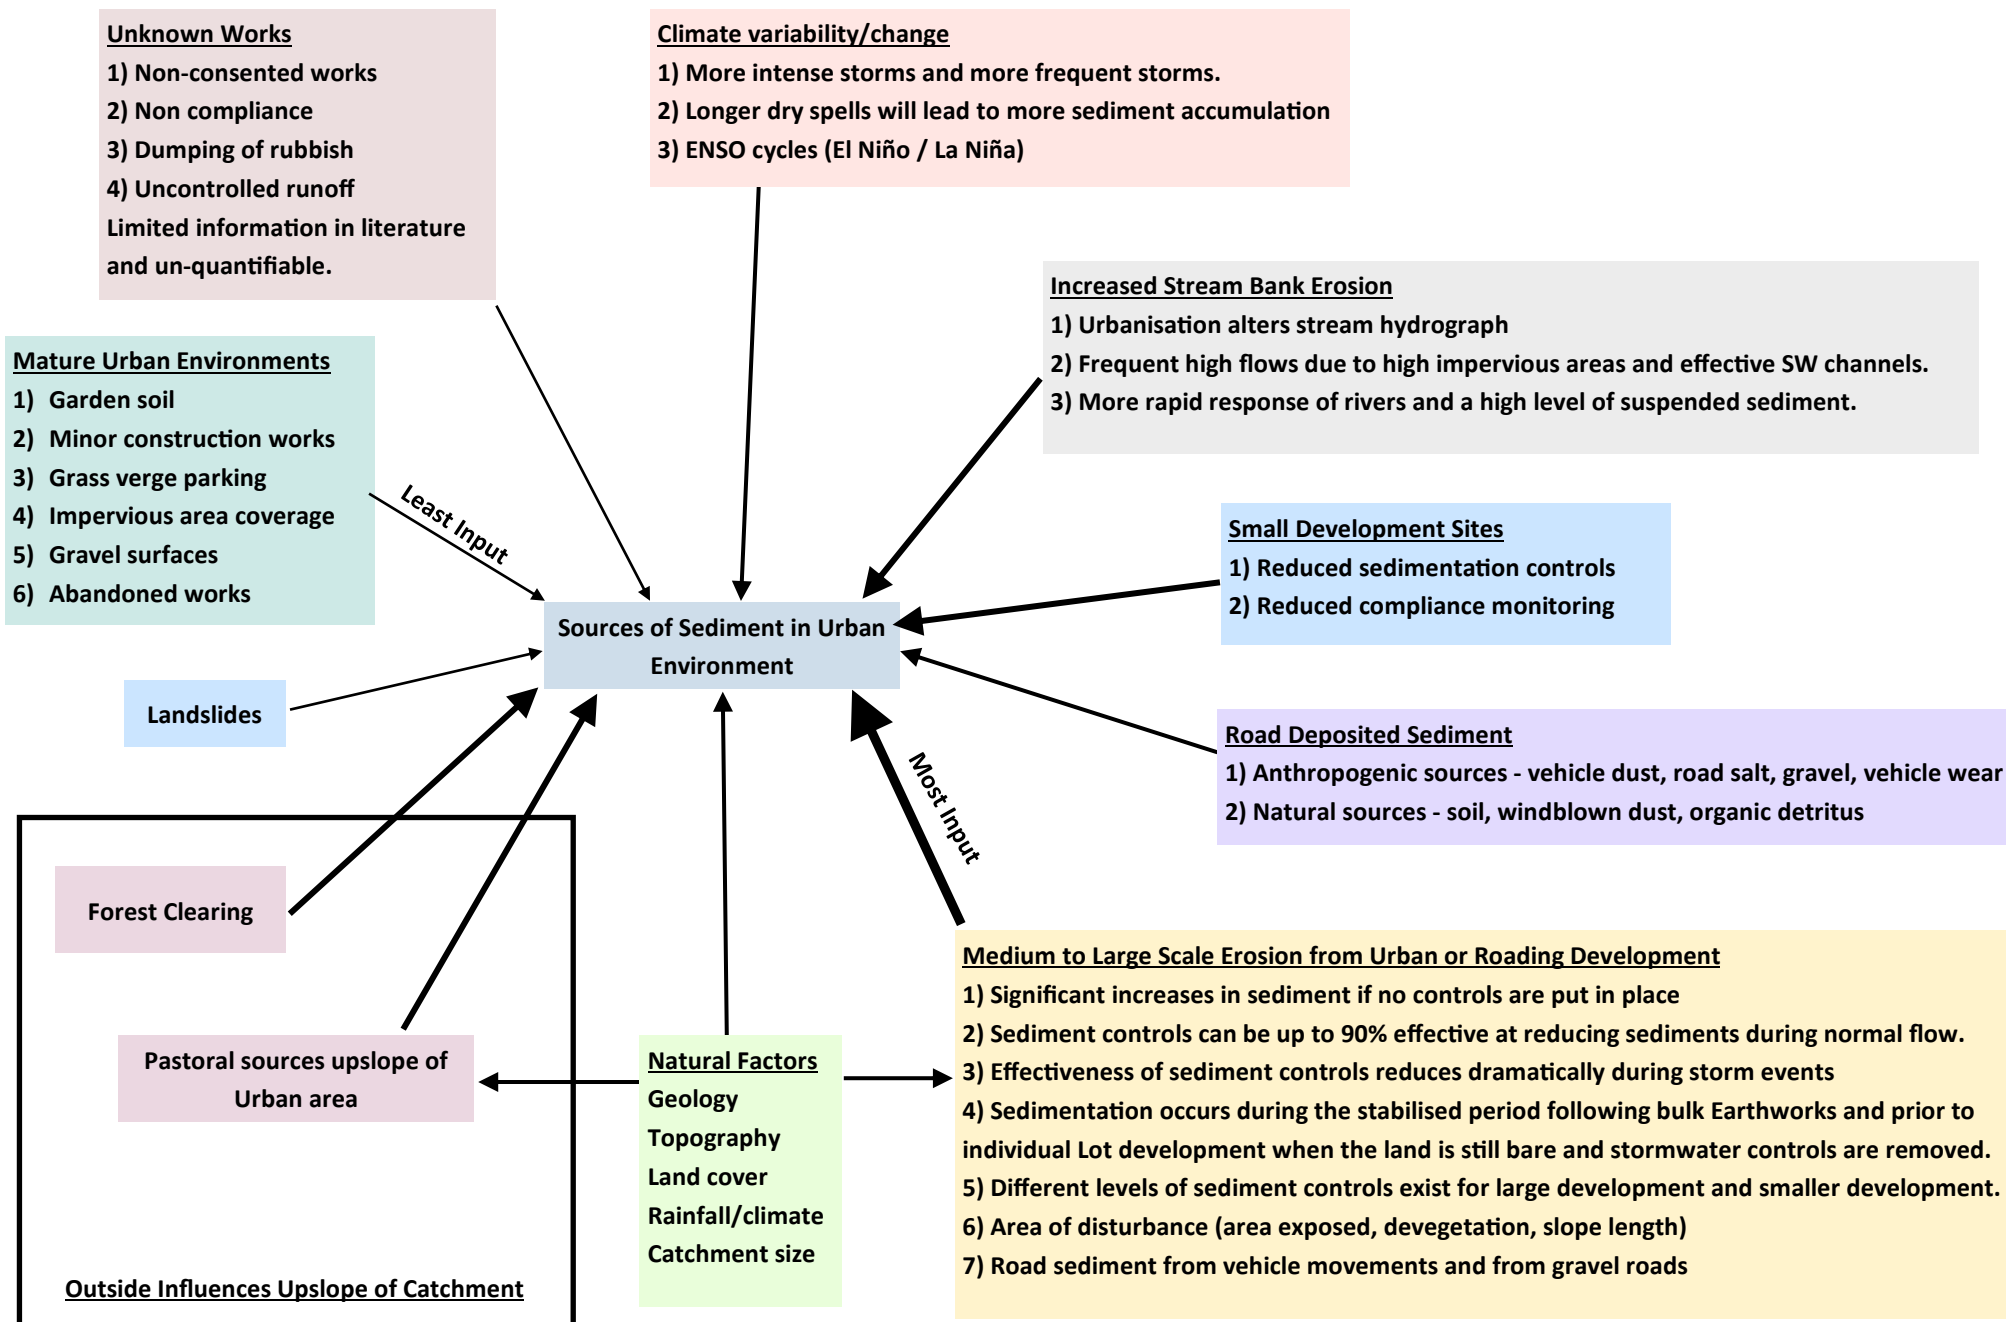 Unknown Works
1) Non-consented works
2) Non compliance
3) Dumping of rubbish
4) Uncontrolled runoff
Limited information in literature
and un-quantifiable.
Climate variability/change
1) More intense storms and more frequent storms.
2) Longer dry spells will lead to more sediment accumulation
3) ENSO cycles (El Niño / La Niña)
Increased Stream Bank Erosion
1) Urbanisation alters stream hydrograph
2) Frequent high flows due to high impervious areas and effective SW channels.
3) More rapid response of rivers and a high level of suspended sediment.
Mature Urban Environments
1) Garden soil
2) Minor construction works
3) Grass verge parking
4) Impervious area coverage
5) Gravel surfaces
6) Abandoned works
Least Input
Small Development Sites
1) Reduced sedimentation controls
2) Reduced compliance monitoring
Sources of Sediment in Urban
Environment
Landslides
Road Deposited Sediment
1) Anthropogenic sources - vehicle dust, road salt, gravel, vehicle wear
2) Natural sources - soil, windblown dust, organic detritus
Most Input
Forest Clearing
Pastoral sources upslope of
Urban area
Outside Influences Upslope of Catchment
Natural Factors
Geology
Topography
Land cover
Rainfall/climate
Catchment size
Medium to Large Scale Erosion from Urban or Roading Development
1) Significant increases in sediment if no controls are put in place
2) Sediment controls can be up to 90% effective at reducing sediments during normal flow.
3) Effectiveness of sediment controls reduces dramatically during storm events
4) Sedimentation occurs during the stabilised period following bulk Earthworks and prior to
individual Lot development when the land is still bare and stormwater controls are removed.
5) Different levels of sediment controls exist for large development and smaller development.
6) Area of disturbance (area exposed, devegetation, slope length)
7) Road sediment from vehicle movements and from gravel roads